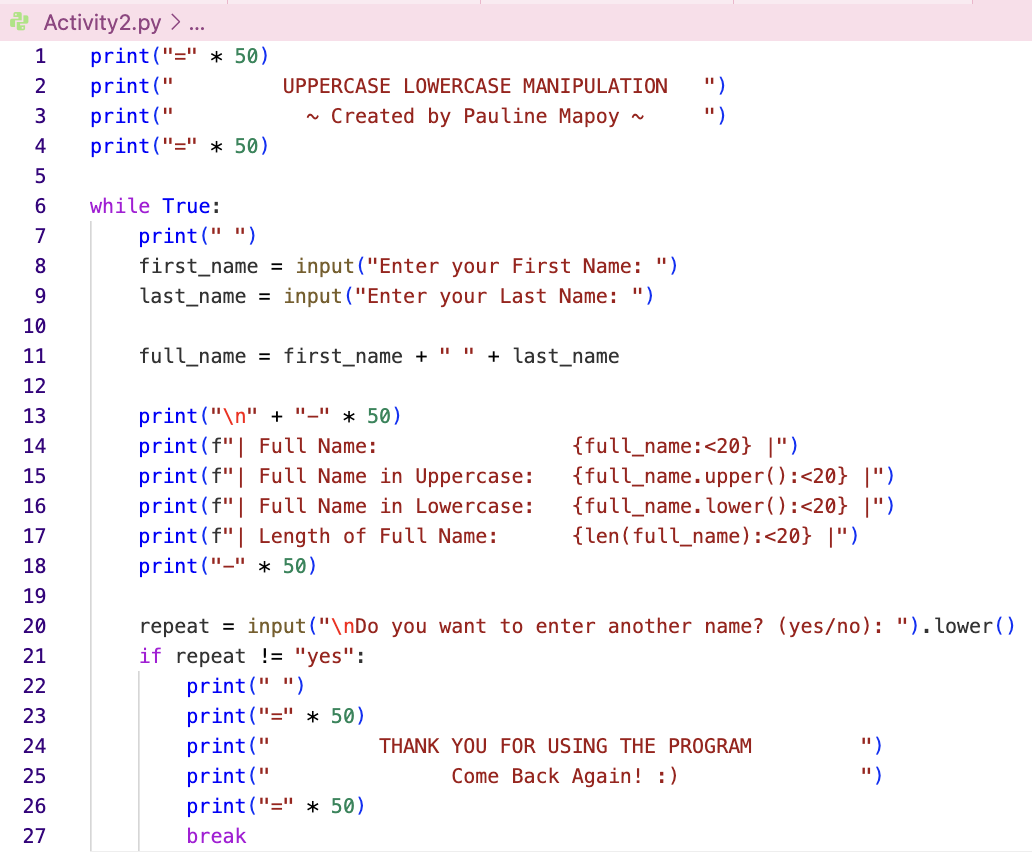 Activity2.py > ...
1 print("=" * 50)
2 print("         UPPERCASE LOWERCASE MANIPULATION   ")
3 print("           ~ Created by Pauline Mapoy ~     ")
4 print("=" * 50)
5
6 while True:
7     print(" ")
8     first_name = input("Enter your First Name: ")
9     last_name = input("Enter your Last Name: ")
10
11     full_name = first_name + " " + last_name
12
13     print("\n" + "-" * 50)
14     print(f"| Full Name:                {full_name:<20} |")
15     print(f"| Full Name in Uppercase:   {full_name.upper():<20} |")
16     print(f"| Full Name in Lowercase:   {full_name.lower():<20} |")
17     print(f"| Length of Full Name:      {len(full_name):<20} |")
18     print("-" * 50)
19
20     repeat = input("\nDo you want to enter another name? (yes/no): ").lower()
21     if repeat != "yes":
22         print(" ")
23         print("=" * 50)
24         print("         THANK YOU FOR USING THE PROGRAM         ")
25         print("               Come Back Again! :)               ")
26         print("=" * 50)
27         break